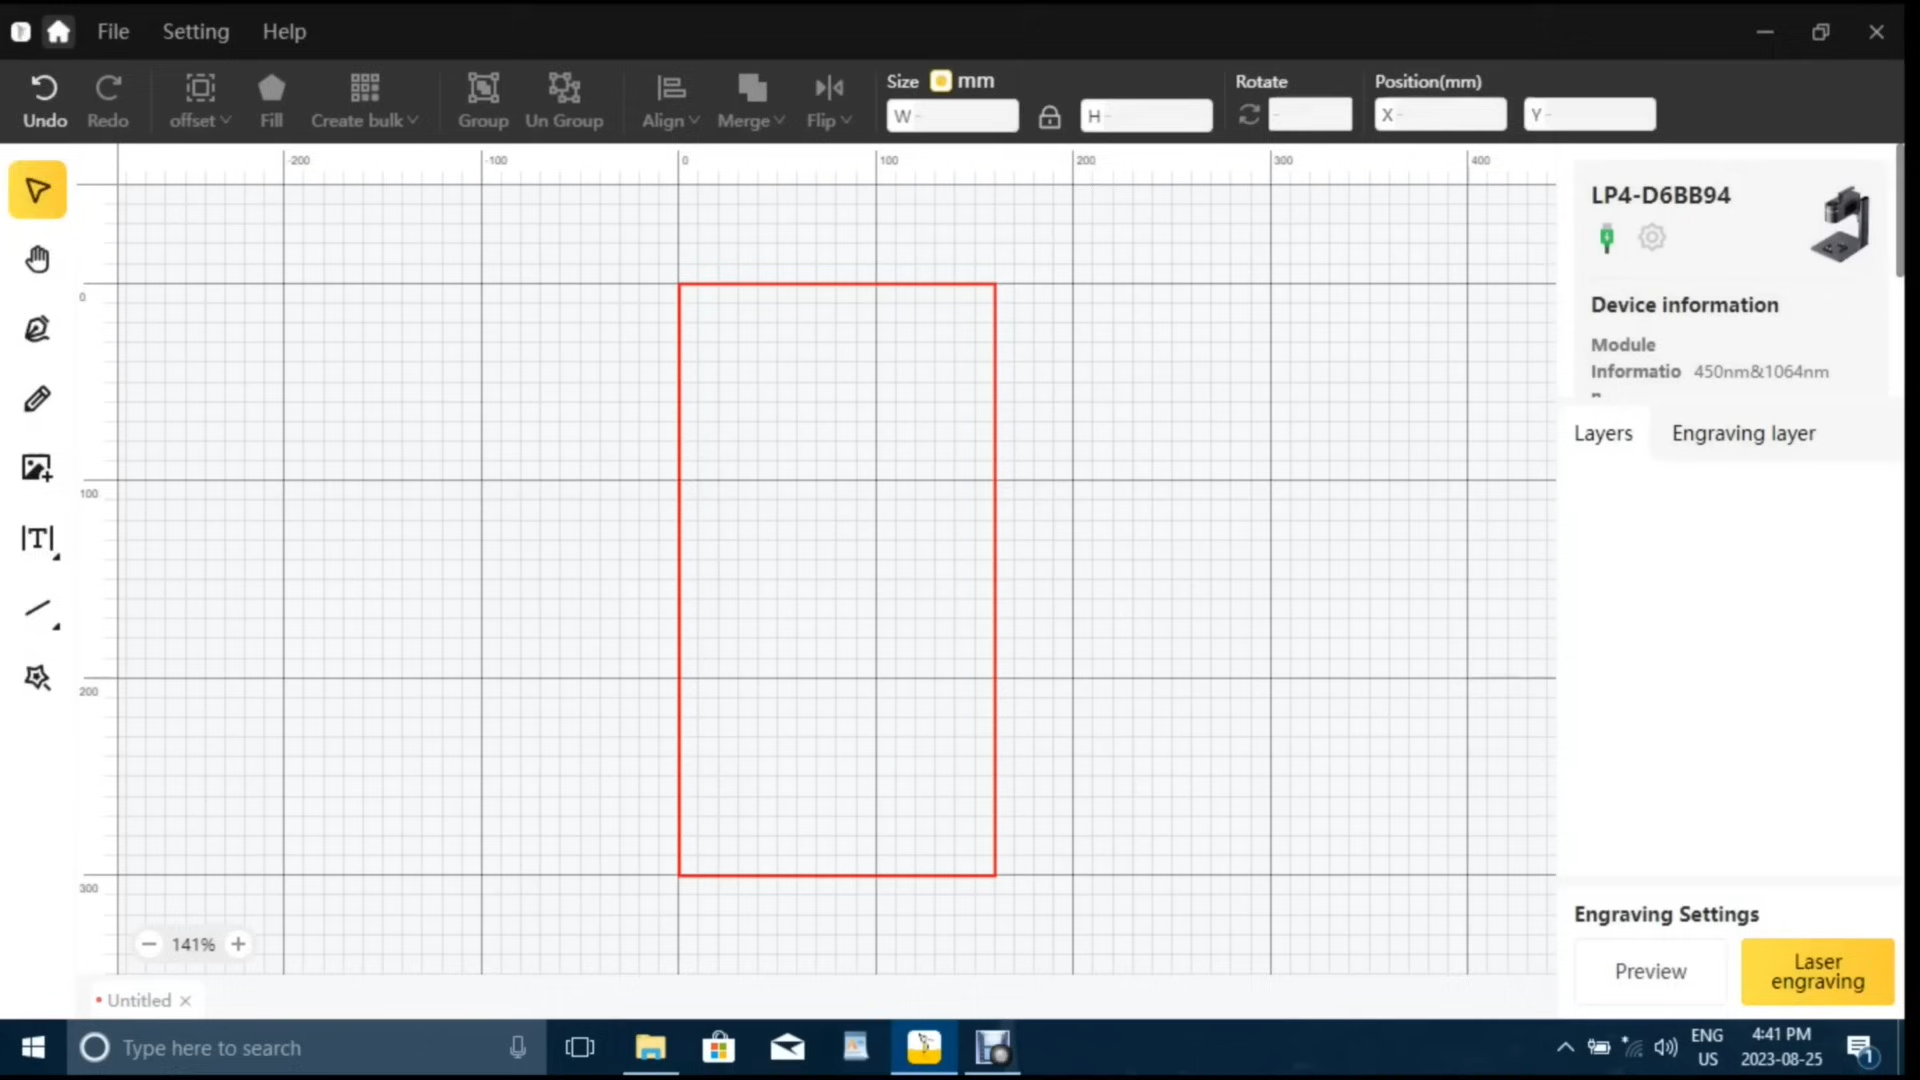 File Setting Help
Undo Redo offset Fill Create bulk Group Un Group Align Merge Flip
Size mm Rotate Position(mm)
W - H - - X - Y -
-200 -100 0 100 200 300 400
0
100
200
300
LP4-D6BB94
Device information
Module
Informatio 450nm&1064nm
n
Layers Engraving layer
Engraving Settings
Preview
Laser
engraving
141%
• Untitled ×
Type here to search
ENG
US
4:41 PM
2023-08-25
1